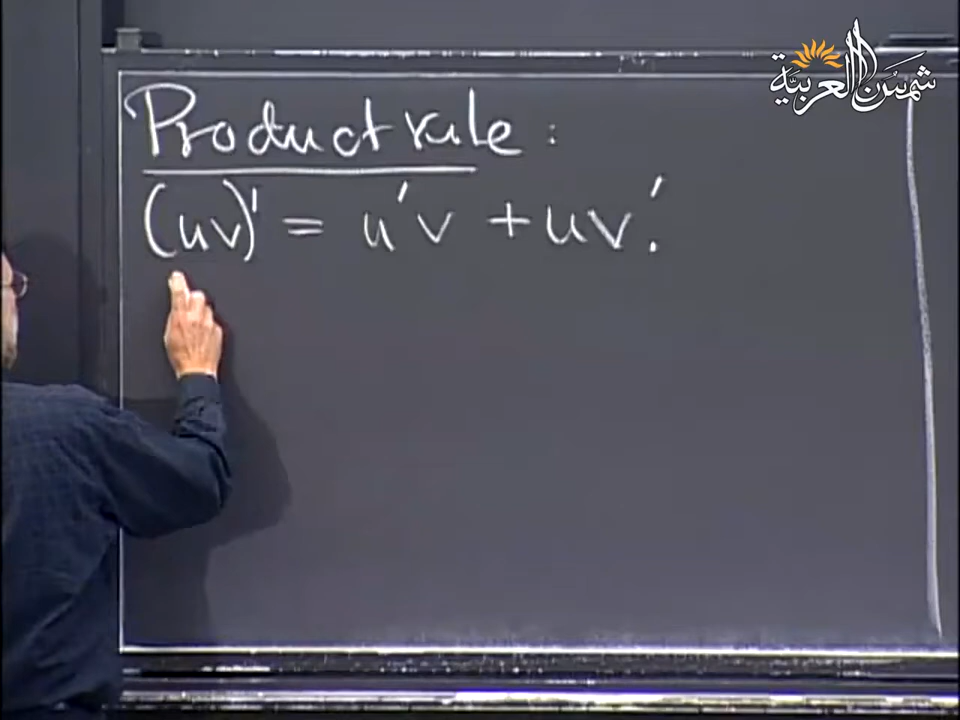 شمس العربية
Product rule :
(uv)' = u'v + uv'.